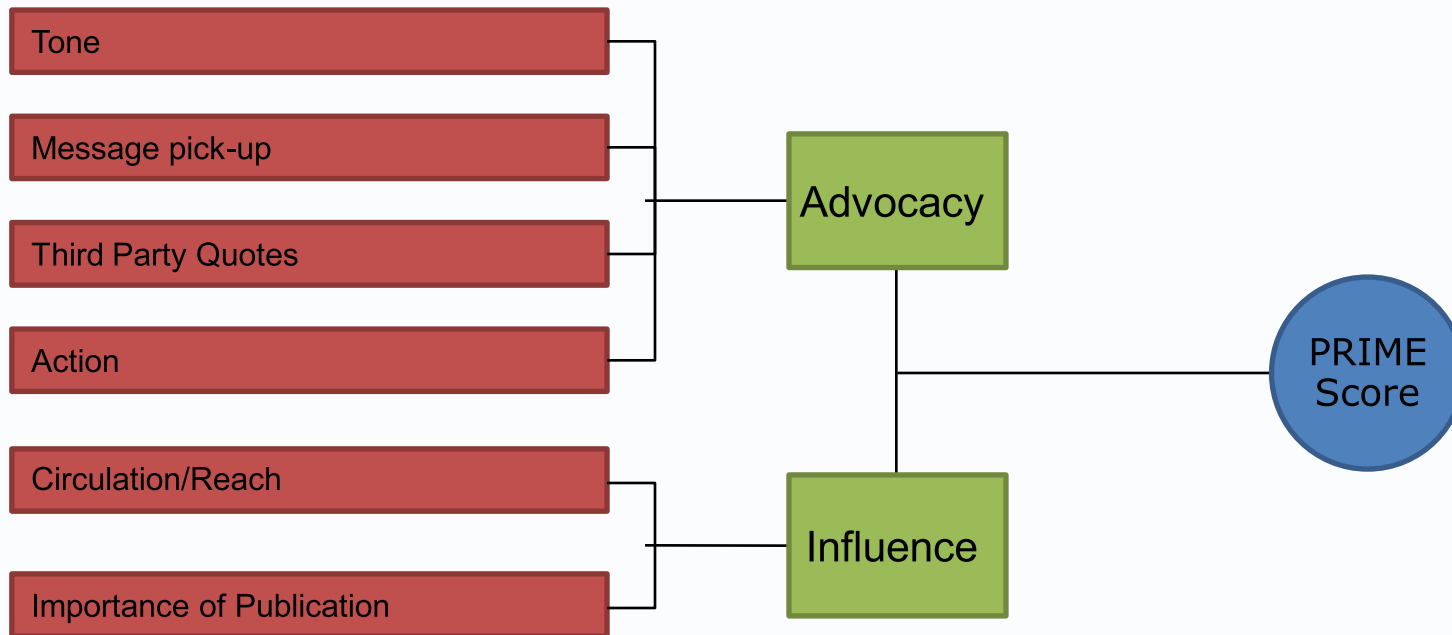 Tone
Message pick-up
Third Party Quotes
Action
Circulation/Reach
Importance of Publication
Advocacy
Influence
PRIME
Score